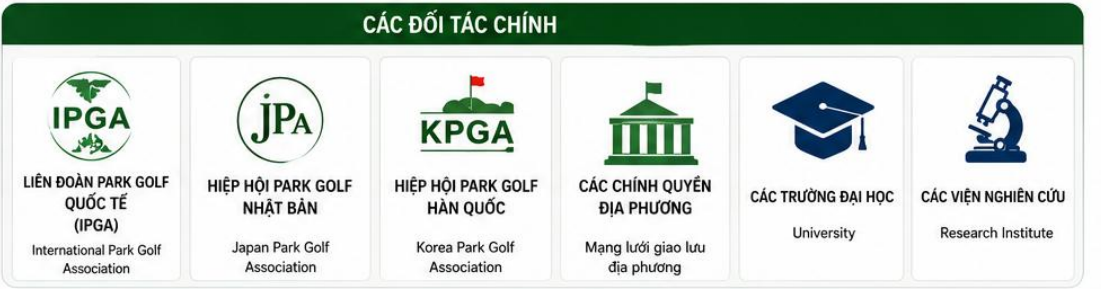 CÁC ĐỐI TÁC CHÍNH
IPGA
LIÊN ĐOÀN PARK GOLF
QUỐC TẾ
(IPGA)
International Park Golf
Association
JPA
HIỆP HỘI PARK GOLF
NHẬT BẢN
Japan Park Golf
Association
KPGA
HIỆP HỘI PARK GOLF
HÀN QUỐC
Korea Park Golf
Association
CÁC CHÍNH QUYỀN
ĐỊA PHƯƠNG
Mạng lưới giao lưu
địa phương
CÁC TRƯỜNG ĐẠI HỌC
University
CÁC VIỆN NGHIÊN CỨU
Research Institute